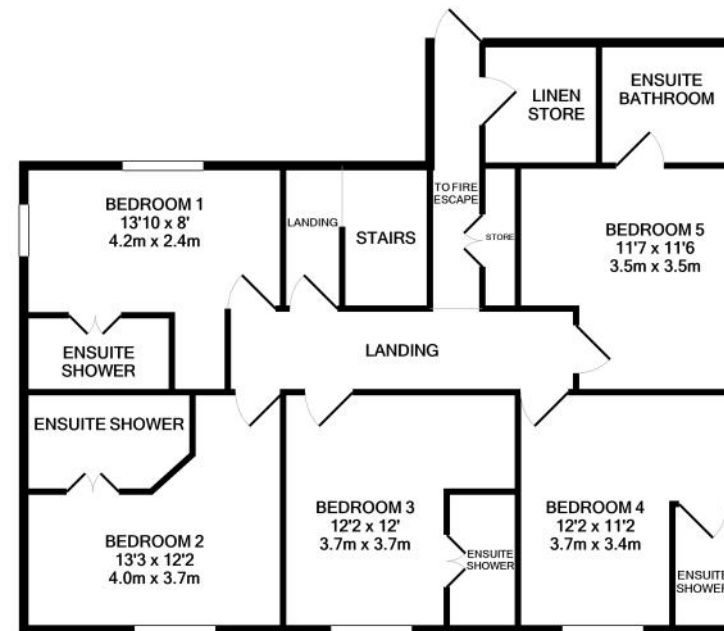 LINEN
STORE
ENSUITE
BATHROOM
BEDROOM 1
13'10 x 8'
4.2m x 2.4m
LANDING
STAIRS
TO FIRE
ESCAPE
STORE
BEDROOM 5
11'7 x 11'6
3.5m x 3.5m
ENSUITE
SHOWER
LANDING
ENSUITE SHOWER
BEDROOM 2
13'3 x 12'2
4.0m x 3.7m
BEDROOM 3
12'2 x 12'
3.7m x 3.7m
ENSUITE
SHOWER
BEDROOM 4
12'2 x 11'2
3.7m x 3.4m
ENSUITE
SHOWER